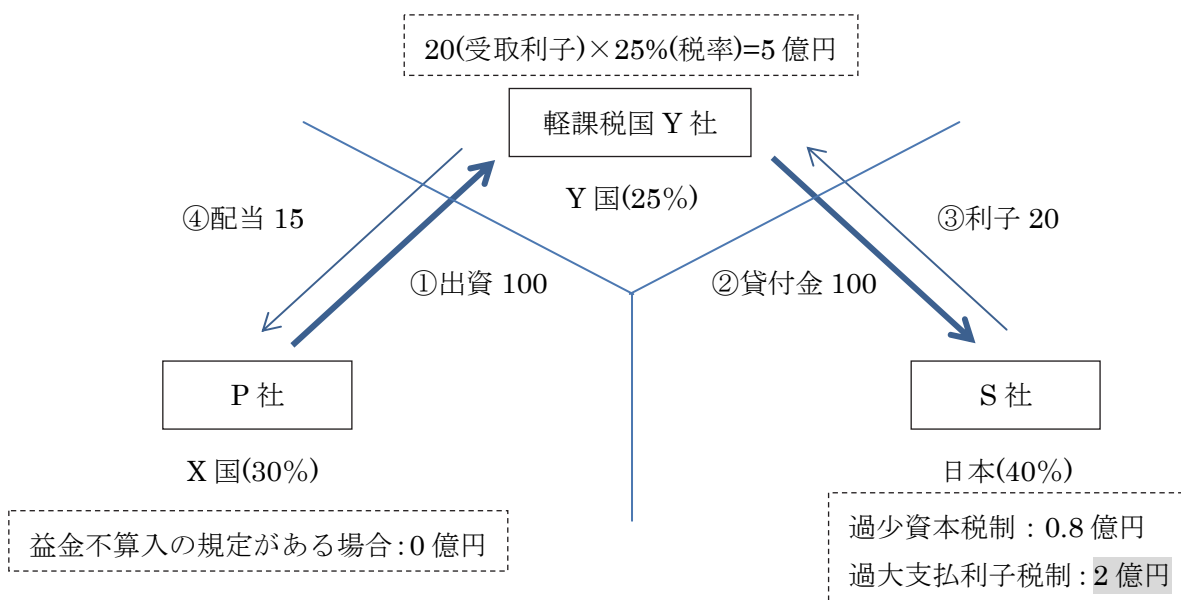 20(受取利子)×25%(税率)=5 億円
軽課税国 Y 社
Y 国(25%)
④配当 15
③利子 20
①出資 100
②貸付金 100
P 社
S 社
X 国(30%)
日本(40%)
益金不算入の規定がある場合:0 億円
過少資本税制：0.8 億円
過大支払利子税制:2 億円